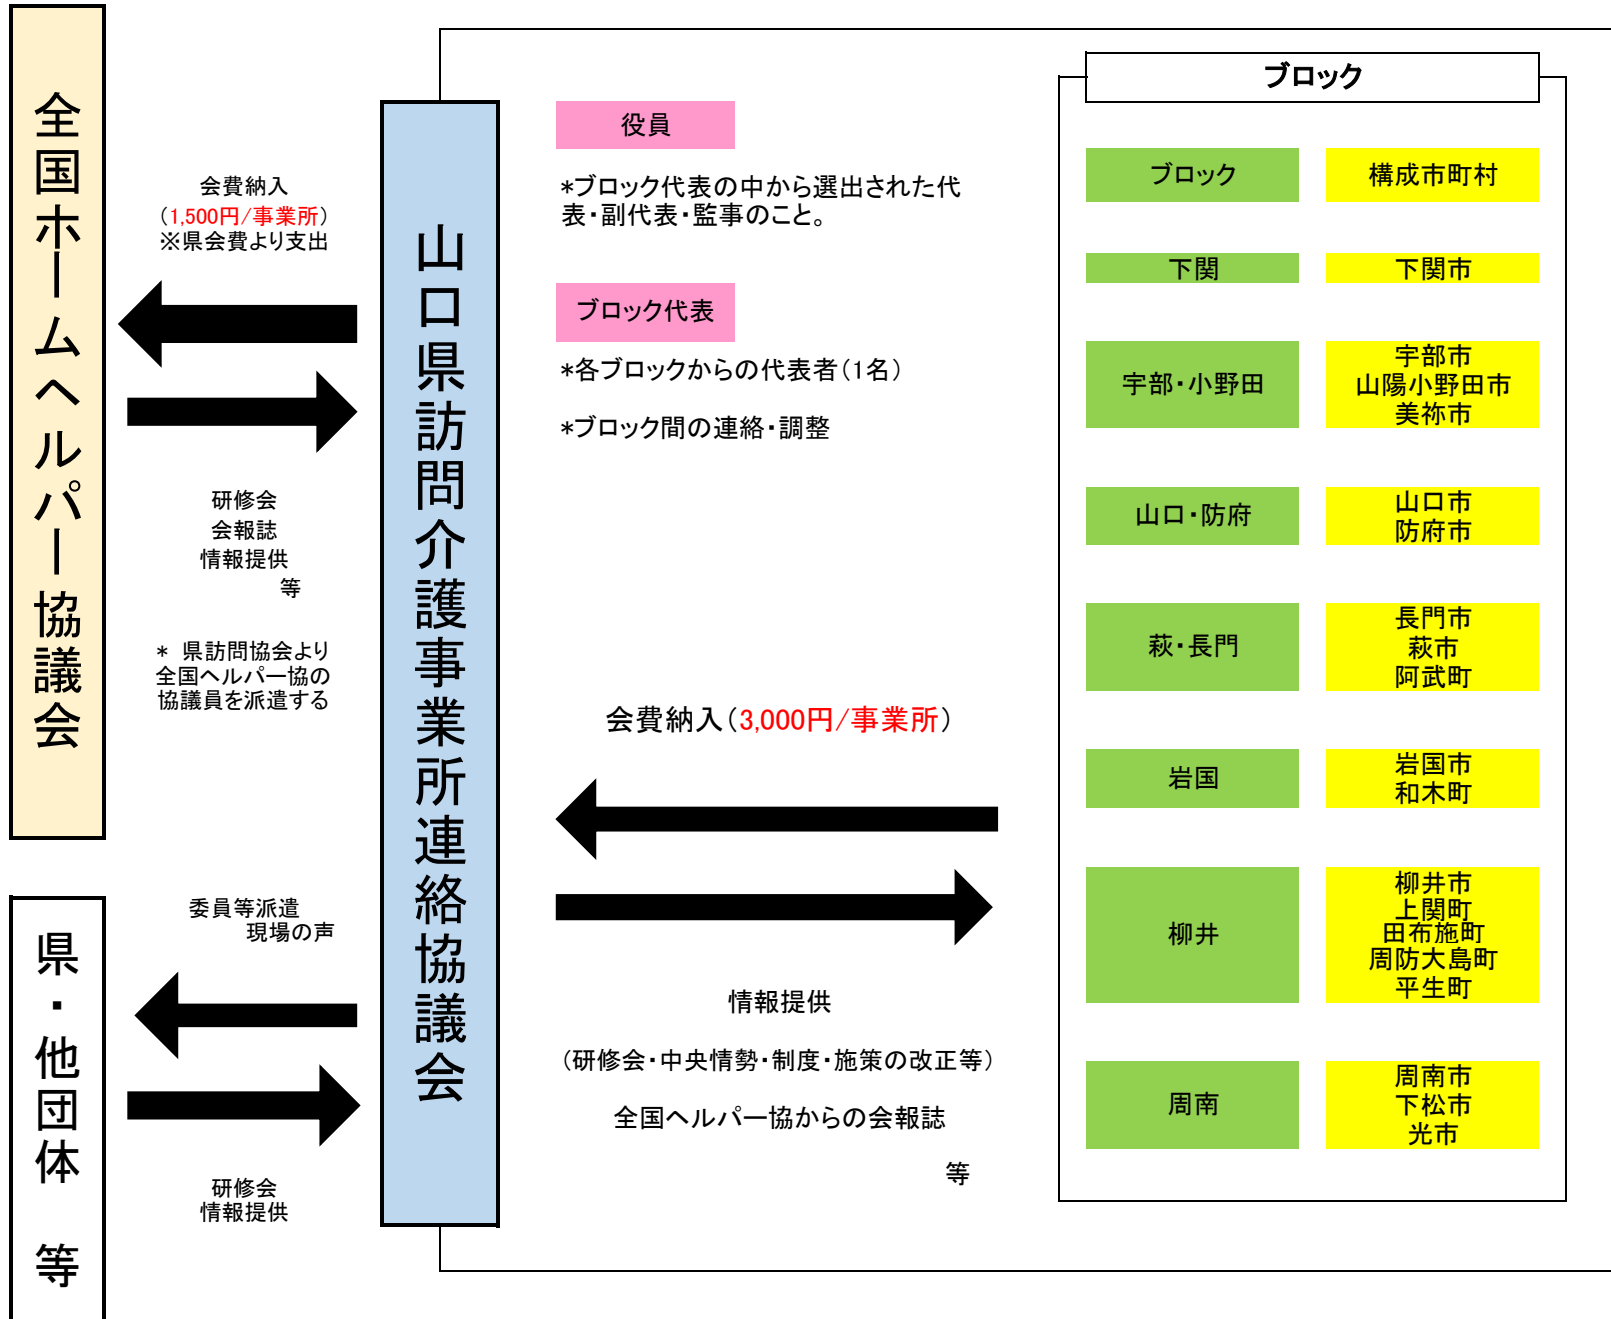 全国ホームヘルパー協議会
会費納入
（1,500円/事業所）
※県会費より支出
研修会
会報誌
情報提供
等
* 県訪問協会より
全国ヘルパー協の
協議員を派遣する
県・他団体 等
委員等派遣
現場の声
研修会
情報提供
山口県訪問介護事業所連絡協議会
役員
*ブロック代表の中から選出された代
表・副代表・監事のこと。
ブロック代表
*各ブロックからの代表者（1名）
*ブロック間の連絡・調整
会費納入（3,000円/事業所）
情報提供
（研修会・中央情勢・制度・施策の改正等）
全国ヘルパー協からの会報誌
等
ブロック
ブロック
構成市町村
下関
下関市
宇部・小野田
宇部市
山陽小野田市
美祢市
山口・防府
山口市
防府市
萩・長門
長門市
萩市
阿武町
岩国
岩国市
和木町
柳井
柳井市
上関町
田布施町
周防大島町
平生町
周南
周南市
下松市
光市